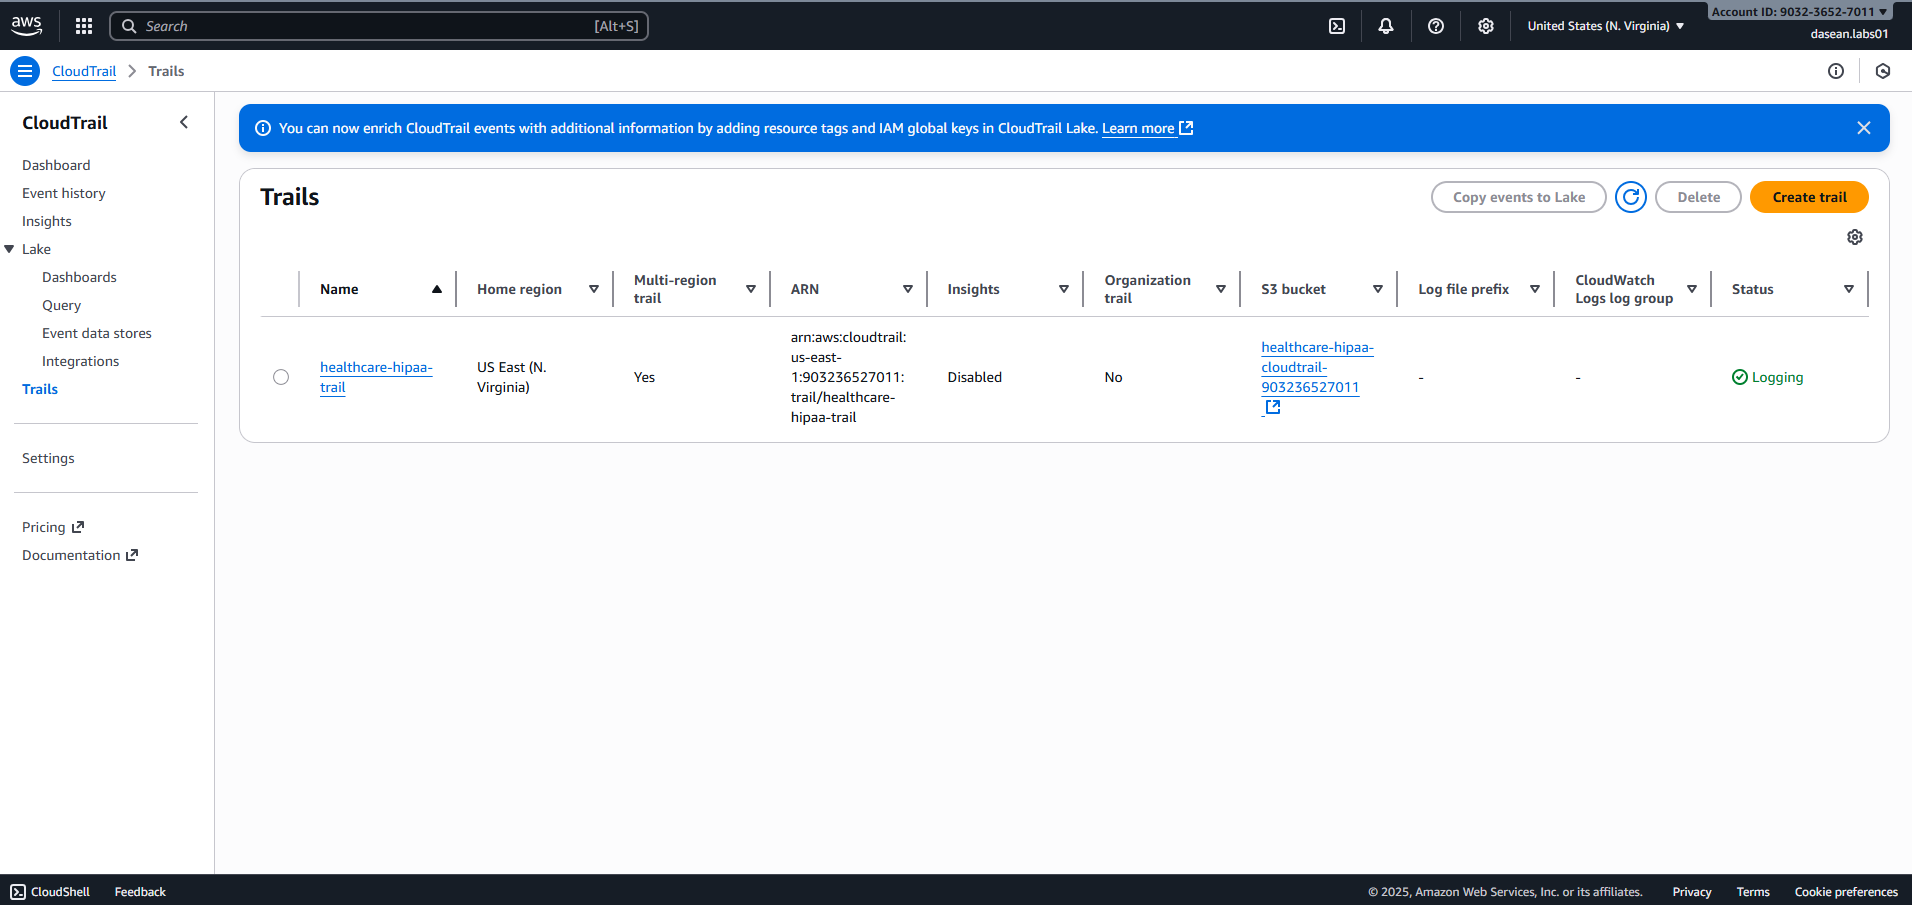 aws
Search
[Alt+S]
United States (N. Virginia)
Account ID: 9032-3652-7011
dasean.labs01
CloudTrail
Trails
CloudTrail
Dashboard
Event history
Insights
Lake
Dashboards
Query
Event data stores
Integrations
Trails
Settings
Pricing
Documentation
You can now enrich CloudTrail events with additional information by adding resource tags and IAM global keys in CloudTrail Lake. Learn more
Trails
Copy events to Lake
Delete
Create trail
Name
Home region
Multi-region
trail
ARN
Insights
Organization
trail
S3 bucket
Log file prefix
CloudWatch
Logs log group
Status
healthcare-hipaa-
trail
US East (N.
Virginia)
Yes
arn:aws:cloudtrail:
us-east-
1:903236527011:
trail/healthcare-
hipaa-trail
Disabled
No
healthcare-hipaa-
cloudtrail-
903236527011
-
-
Logging
CloudShell
Feedback
© 2025, Amazon Web Services, Inc. or its affiliates.
Privacy
Terms
Cookie preferences